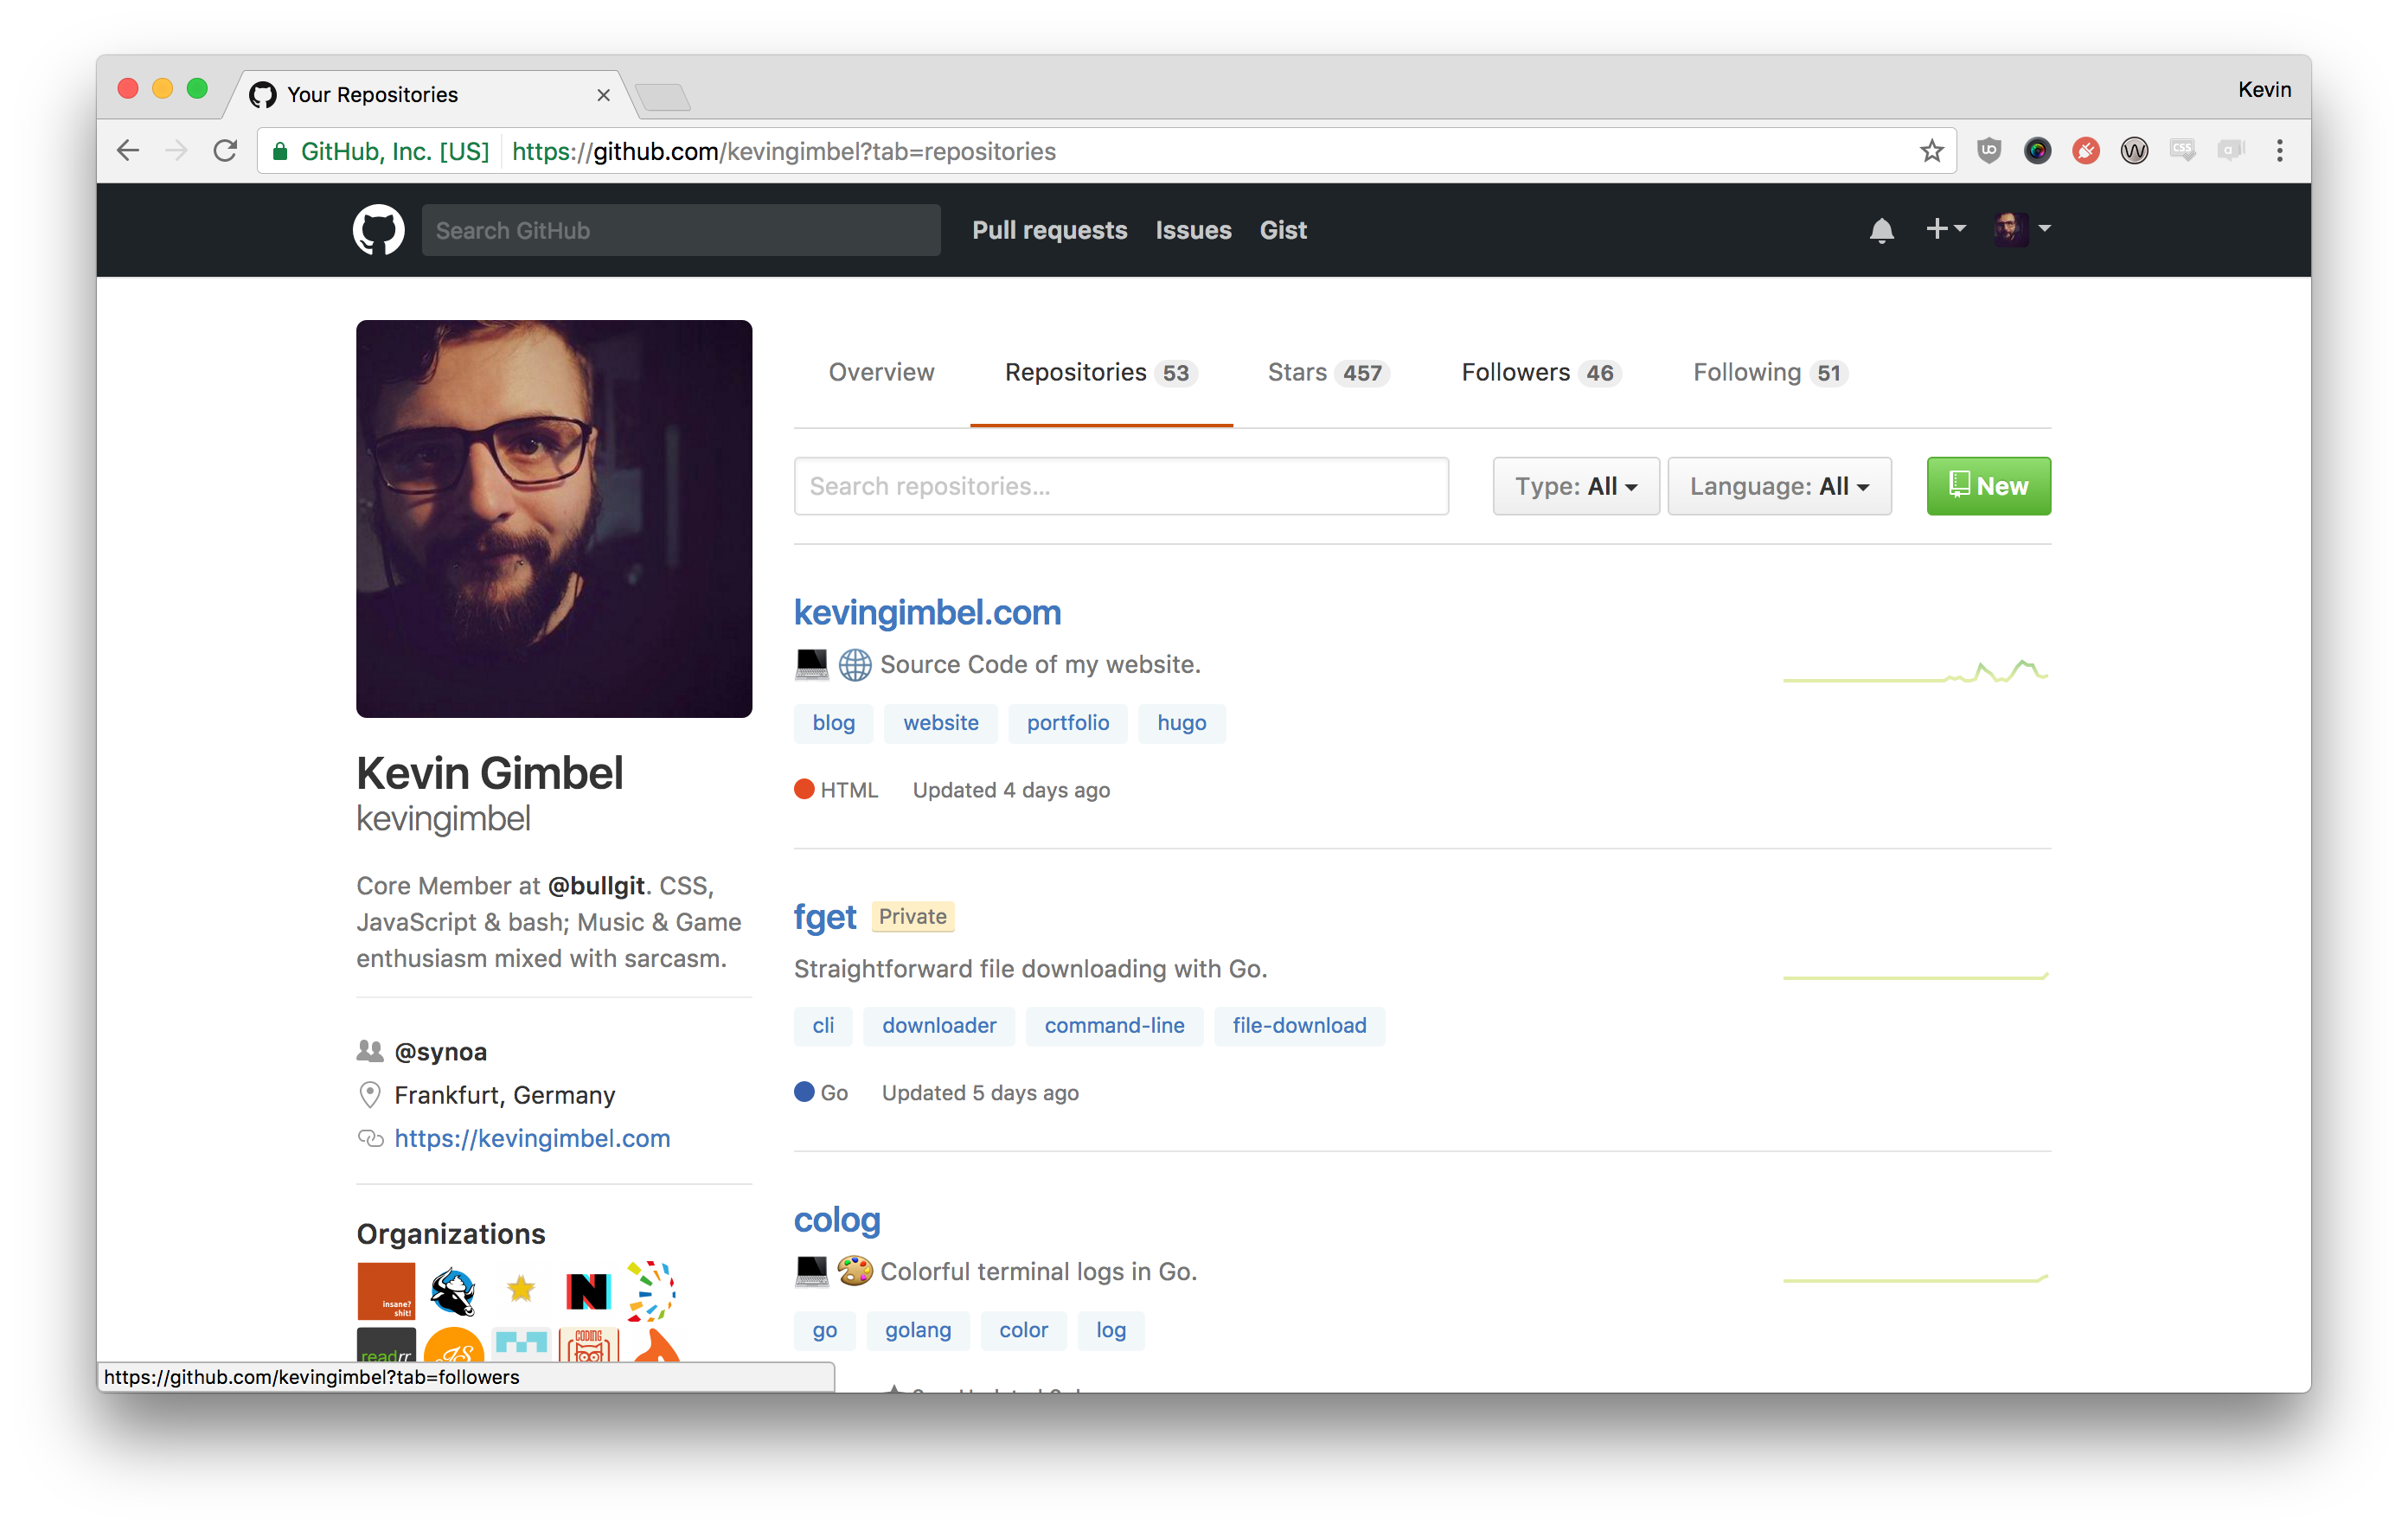 Your Repositories
Kevin
GitHub, Inc. [US] https://github.com/kevingimbel?tab=repositories
Search GitHub Pull requests Issues Gist
Overview Repositories 53 Stars 457 Followers 46 Following 51
Search repositories... Type: All Language: All New
kevingimbel.com
Source Code of my website.
blog website portfolio hugo
HTML Updated 4 days ago
Kevin Gimbel
kevingimbel
Core Member at @bullgit. CSS,
JavaScript & bash; Music & Game
enthusiasm mixed with sarcasm.
@synoa
Frankfurt, Germany
https://kevingimbel.com
Organizations
insane?
shit!
N
readrr
JS
CODING
fget Private
Straightforward file downloading with Go.
cli downloader command-line file-download
Go Updated 5 days ago
colog
Colorful terminal logs in Go.
go golang color log
https://github.com/kevingimbel?tab=followers